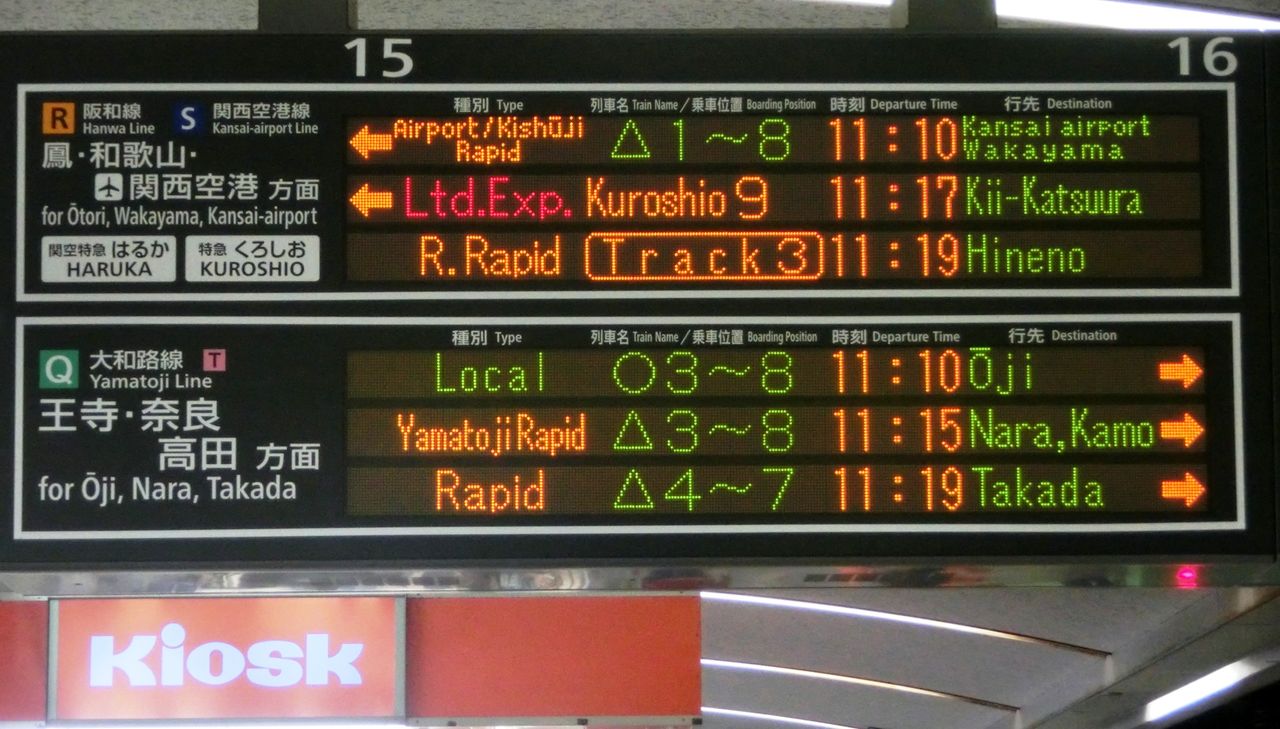 15 16
R 阪和線 S 関西空港線
Hanwa Line Kansai-airport Line
鳳・和歌山・
関西空港 方面
for Ōtori, Wakayama, Kansai-airport
関空特急 はるか 特急 くろしお
HARUKA KUROSHIO
種別 Type 列車名 Train Name/乗車位置 Boarding Position 時刻 Departure Time 行先 Destination
← Airport/Kishūji Rapid △1～8 11:10 Kansai airport Wakayama
← Ltd.Exp. Kuroshio 9 11:17 Kii-Katsuura
R.Rapid Track3 11:19 Hineno
Q 大和路線 T
Yamatoji Line
王寺・奈良
高田 方面
for Ōji, Nara, Takada
種別 Type 列車名 Train Name/乗車位置 Boarding Position 時刻 Departure Time 行先 Destination
Local ○3～8 11:10 Ōji →
YamatojiRapid △3～8 11:15 Nara,Kamo →
Rapid △4～7 11:19 Takada →
Kiosk